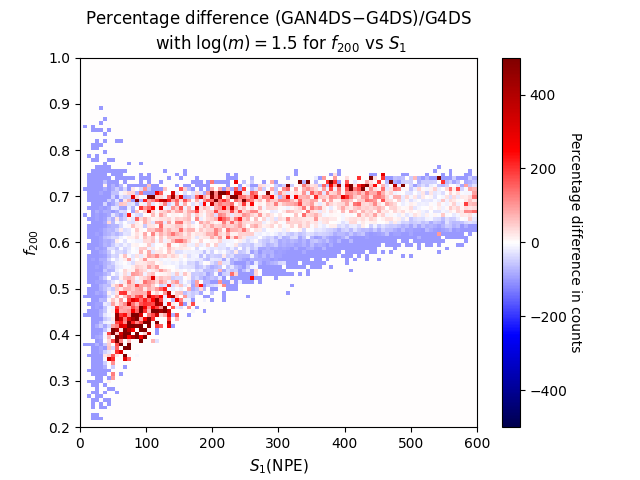 Percentage difference (GAN4DS−G4DS)/G4DS
with log(m) = 1.5 for f₂₀₀ vs S₁
1.0
0.9
0.8
0.7
0.6
0.5
0.4
0.3
0.2
f₂₀₀
0 100 200 300 400 500 600
S₁(NPE)
400
200
0
−200
−400
Percentage difference in counts